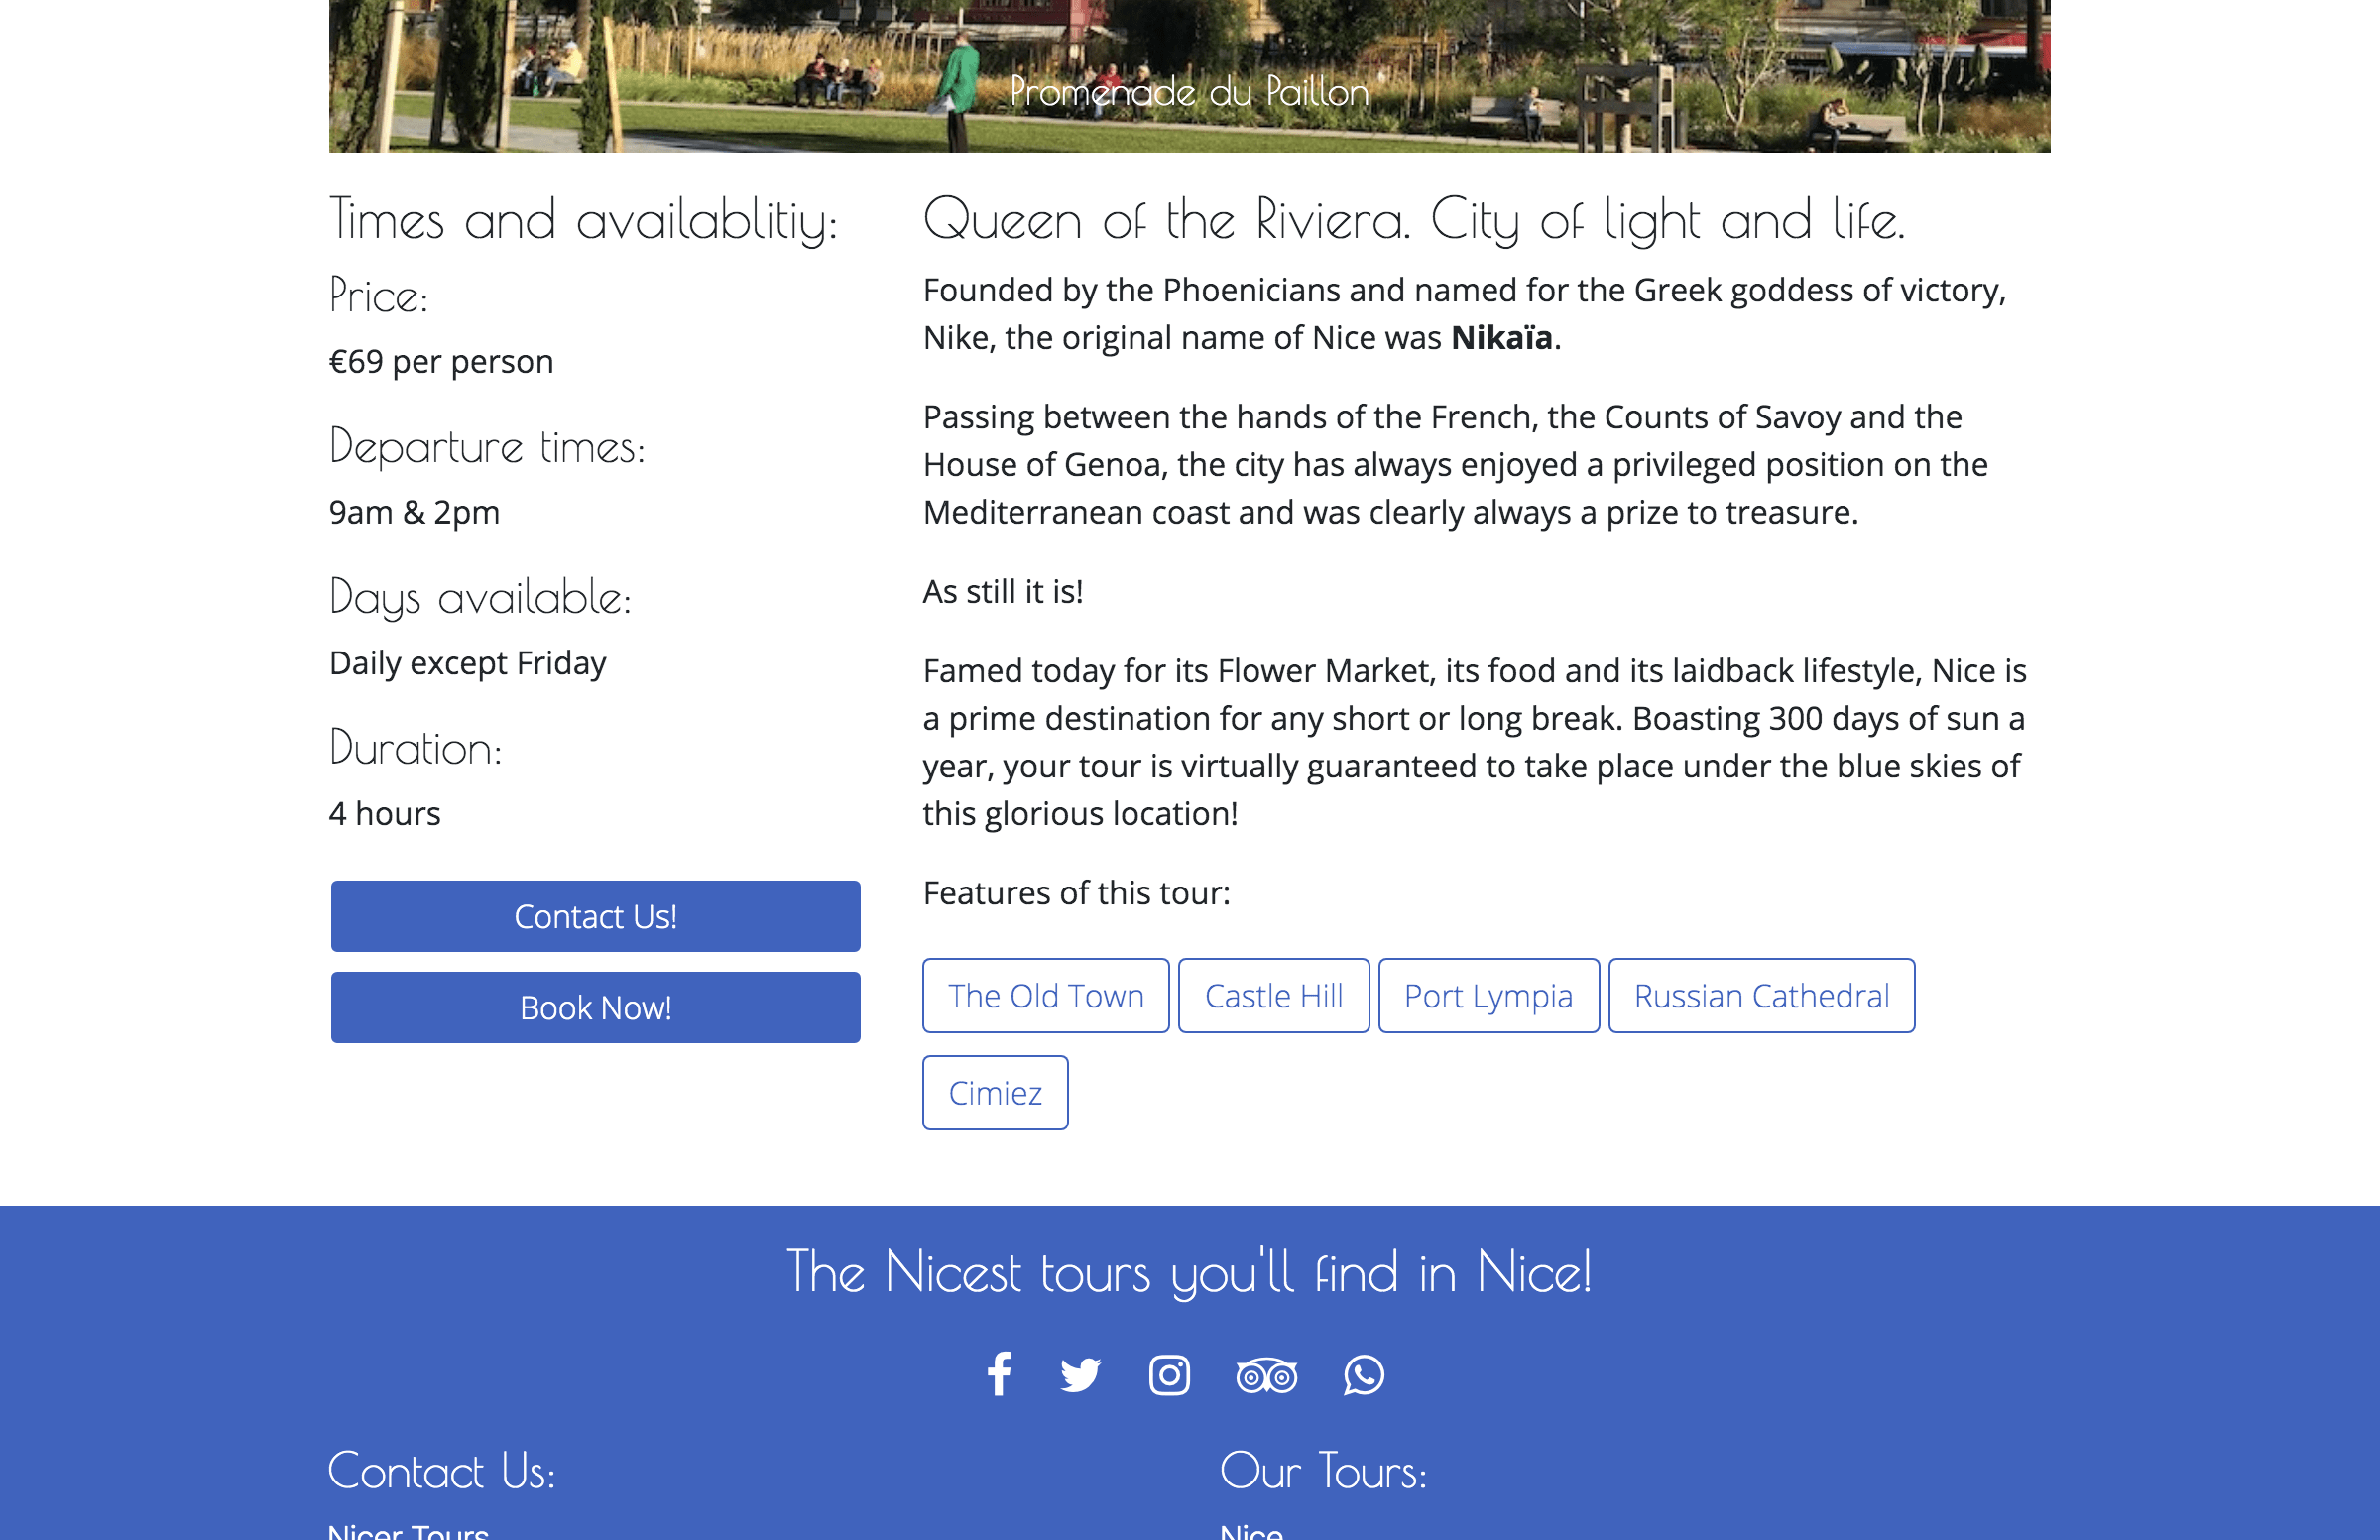 Promenade du Paillon
Times and availablitiy:
Price:
€69 per person
Departure times:
9am & 2pm
Days available:
Daily except Friday
Duration:
4 hours
Contact Us!
Book Now!
Queen of the Riviera. City of light and life.
Founded by the Phoenicians and named for the Greek goddess of victory,
Nike, the original name of Nice was Nikaïa.
Passing between the hands of the French, the Counts of Savoy and the
House of Genoa, the city has always enjoyed a privileged position on the
Mediterranean coast and was clearly always a prize to treasure.
As still it is!
Famed today for its Flower Market, its food and its laidback lifestyle, Nice is
a prime destination for any short or long break. Boasting 300 days of sun a
year, your tour is virtually guaranteed to take place under the blue skies of
this glorious location!
Features of this tour:
The Old Town Castle Hill Port Lympia Russian Cathedral
Cimiez
The Nicest tours you'll find in Nice!
Contact Us:
Nicer Tours
Our Tours:
Nice